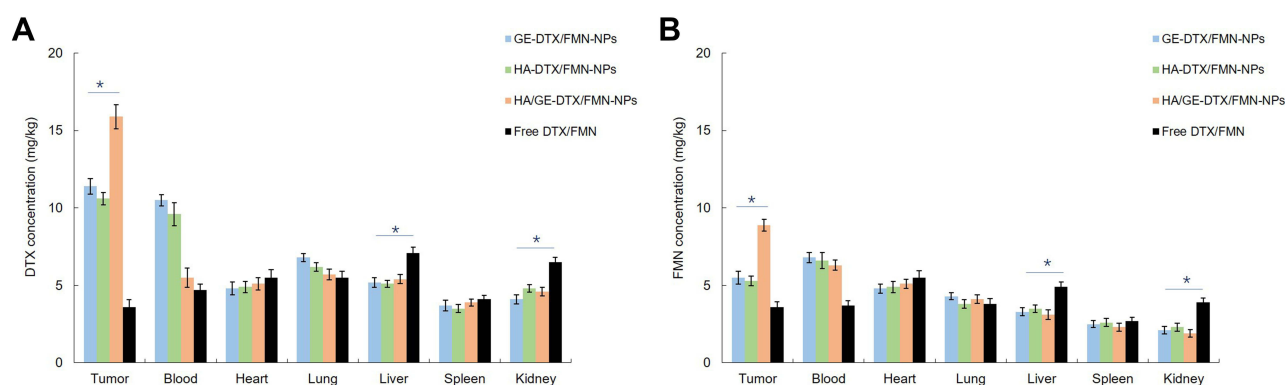 A
DTX concentration (mg/kg)
20
15
10
5
0
*
*
*
GE-DTX/FMN-NPs
HA-DTX/FMN-NPs
HA/GE-DTX/FMN-NPs
Free DTX/FMN
Tumor Blood Heart Lung Liver Spleen Kidney
B
FMN concentration (mg/kg)
20
15
10
5
0
*
*
*
GE-DTX/FMN-NPs
HA-DTX/FMN-NPs
HA/GE-DTX/FMN-NPs
Free DTX/FMN
Tumor Blood Heart Lung Liver Spleen Kidney